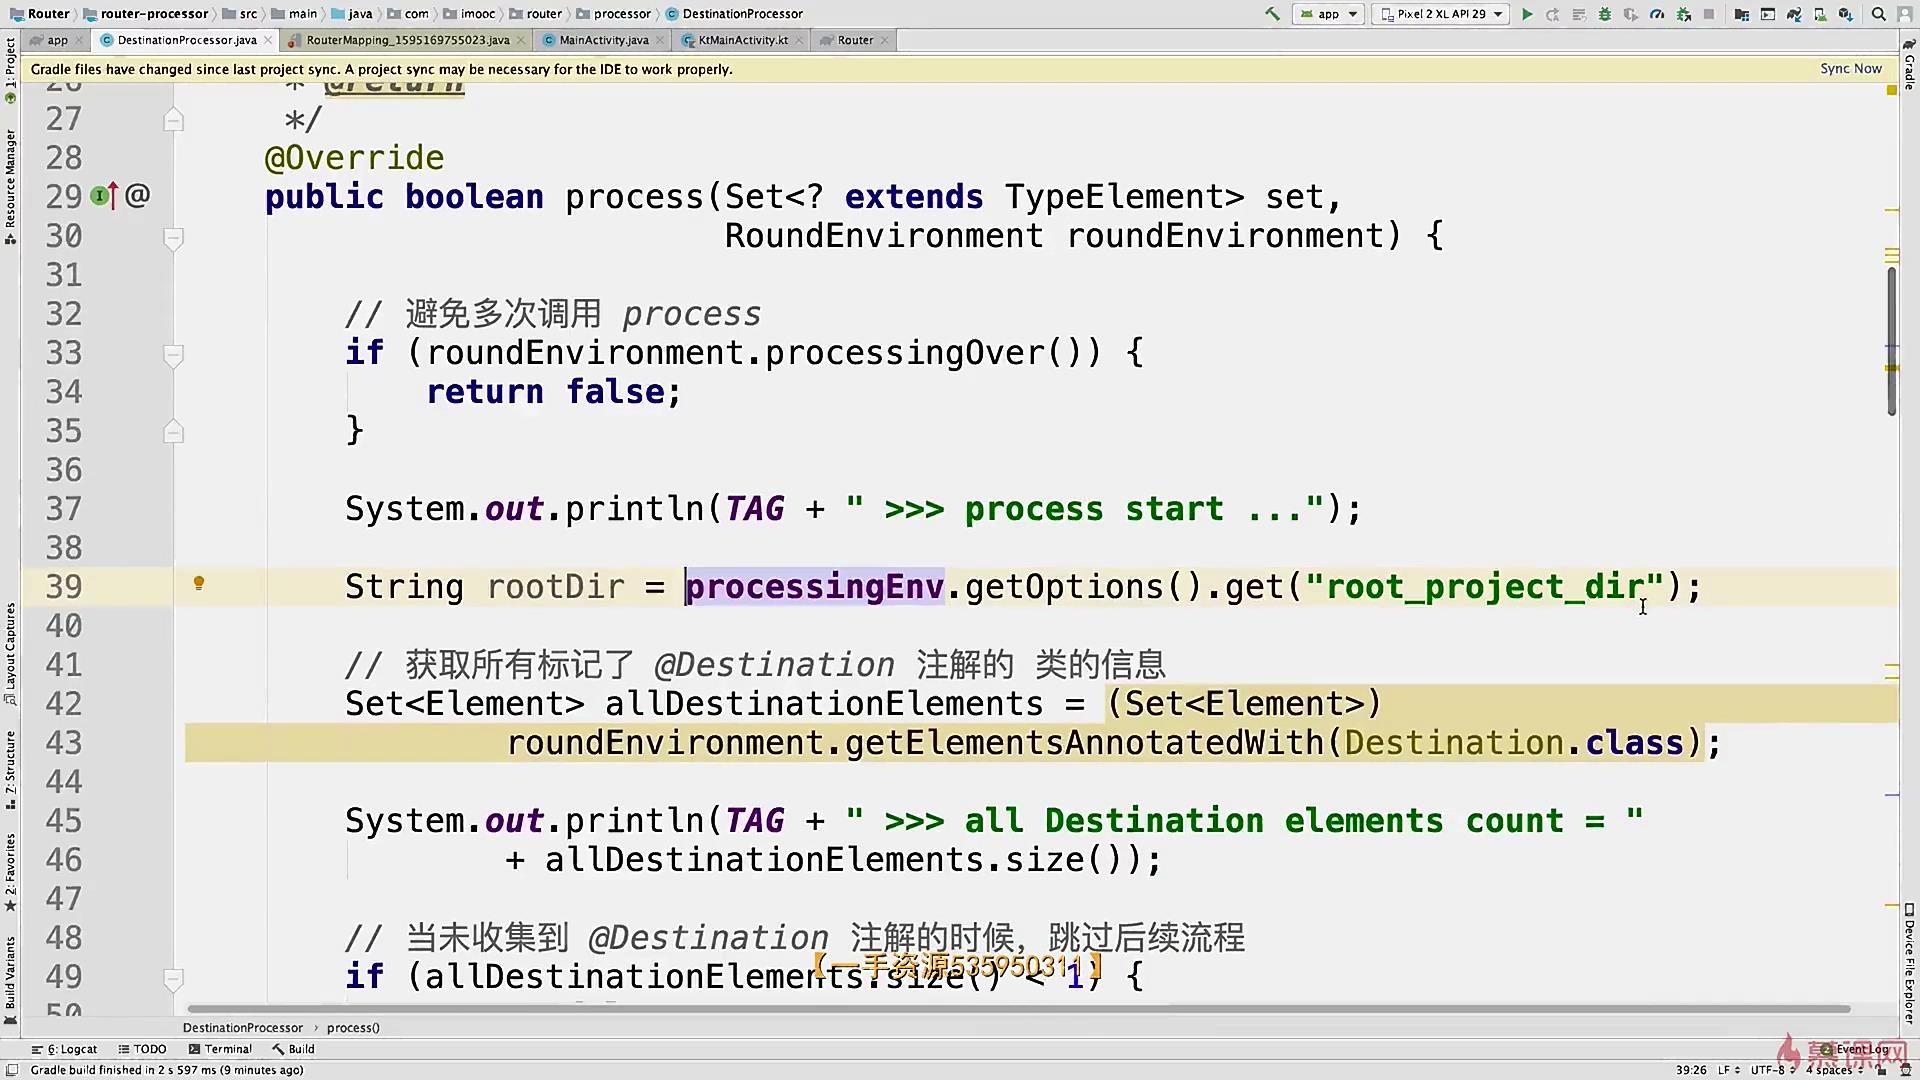 Router router-processor src main java com imooc router processor DestinationProcessor app Pixel 2 XL API 29
app DestinationProcessor.java RouterMapping_1595169755023.java MainActivity.java KtMainActivity.kt Router
Gradle files have changed since last project sync. A project sync may be necessary for the IDE to work properly. Sync Now
1: Project
Resource Manager
Layout Captures
7: Structure
2: Favorites
Build Variants
Gradle
Device File Explorer
26 * @return
27 */
28 @Override
29 public boolean process(Set<? extends TypeElement> set,
30 RoundEnvironment roundEnvironment) {
31
32 // 避免多次调用 process
33 if (roundEnvironment.processingOver()) {
34 return false;
35 }
36
37 System.out.println(TAG + " >>> process start ...");
38
39 String rootDir = processingEnv.getOptions().get("root_project_dir");
40
41 // 获取所有标记了 @Destination 注解的 类的信息
42 Set<Element> allDestinationElements = (Set<Element>)
43 roundEnvironment.getElementsAnnotatedWith(Destination.class);
44
45 System.out.println(TAG + " >>> all Destination elements count = "
46 + allDestinationElements.size());
47
48 // 当未收集到 @Destination 注解的时候，跳过后续流程
49 if (allDestinationElements.size() < 1) {
50
【一手资源535950311】
DestinationProcessor › process()
6: Logcat TODO Terminal Build Event Log
慕课网
Gradle build finished in 2 s 597 ms (9 minutes ago) 39:26 LF UTF-8 4 spaces